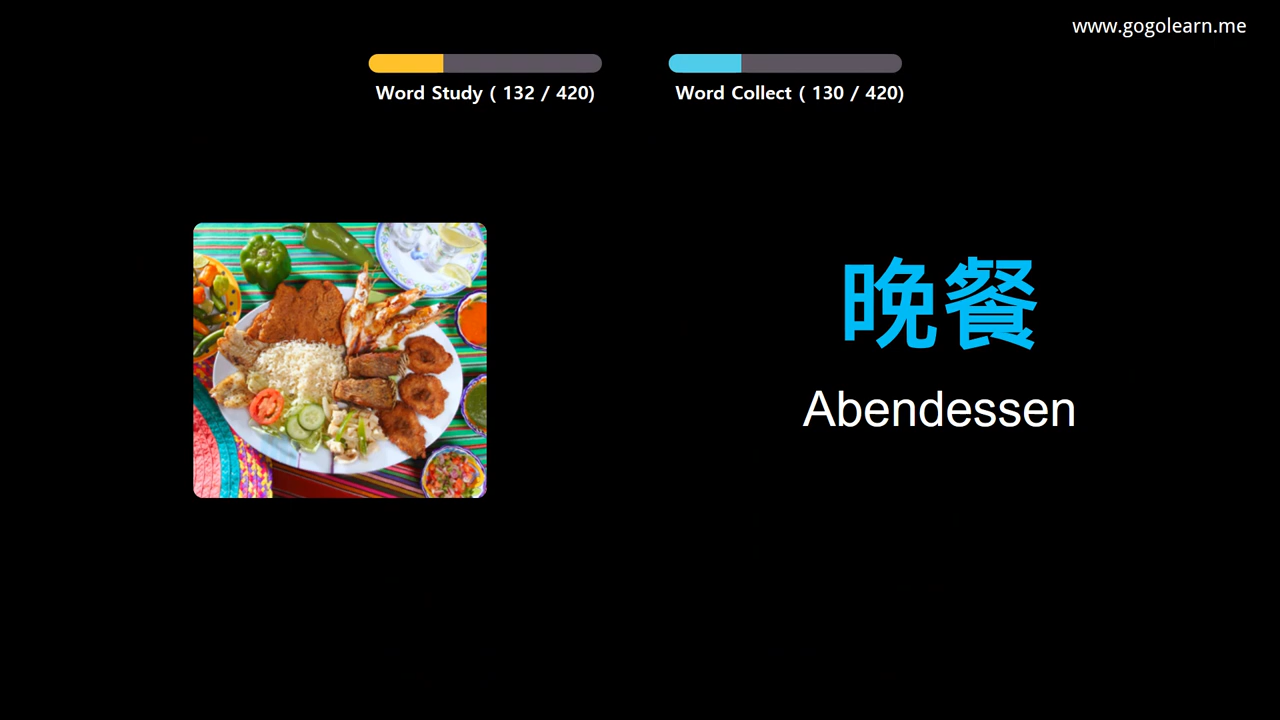 www.gogolearn.me
Word Study ( 132 / 420)
Word Collect ( 130 / 420)
晚餐
Abendessen